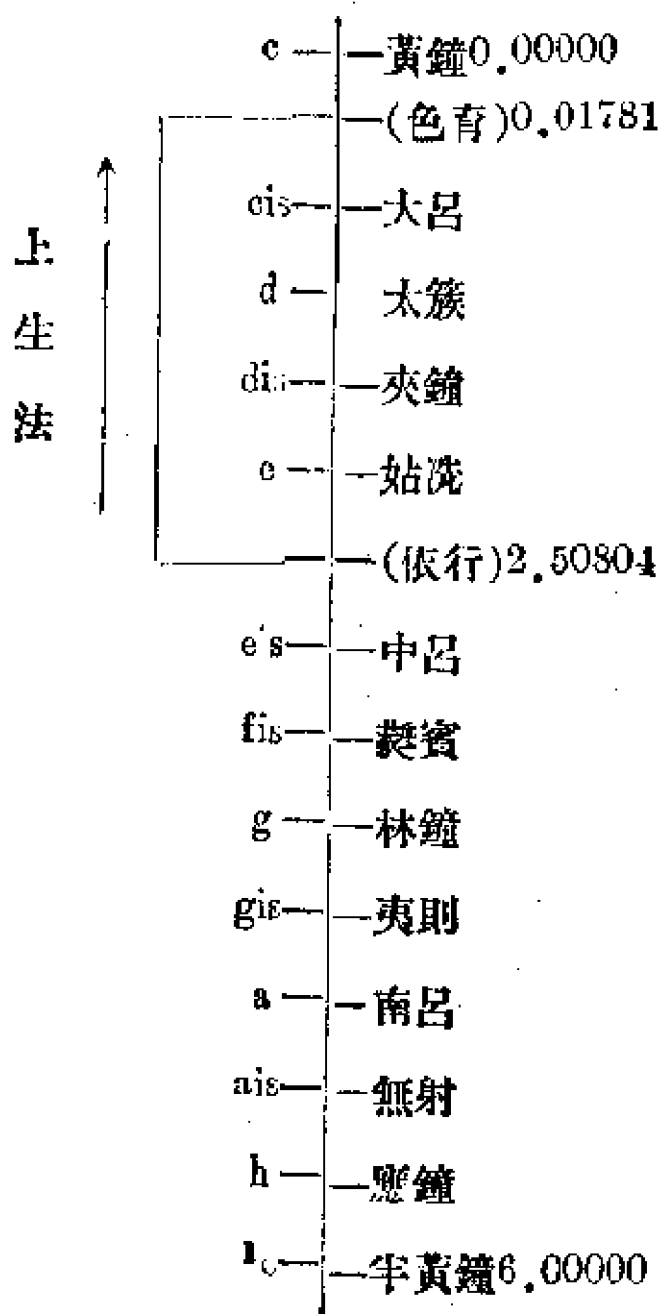 c 黃鐘0.00000
(色育)0.01781
cis 大呂
d 太簇
dis 夾鐘
e 姑洗
(依行)2.50804
eis 中呂
fis 蕤賓
g 林鐘
gis 夷則
a 南呂
ais 無射
h 應鐘
半黃鐘6.00000
上生法